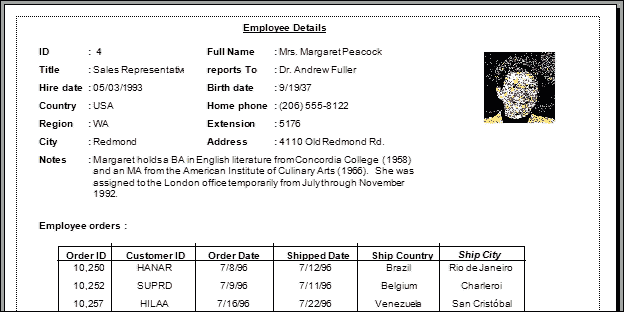 Employee Details
ID : 4 Full Name : Mrs. Margaret Peacock
Title : Sales Representativ reports To : Dr. Andrew Fuller
Hire date : 05/03/1993 Birth date : 9/19/37
Country : USA Home phone : (206) 555-8122
Region : WA Extension : 5176
City : Redmond Address : 4110 Old Redmond Rd.
Notes : Margaret holds a BA in English literature from Concordia College (1958)
and an MA from the American Institute of Culinary Arts (1966). She was
assigned to the London office temporarily from July through November
1992.
Employee orders :
Order ID Customer ID Order Date Shipped Date Ship Country Ship City
10,250 HANAR 7/8/96 7/12/96 Brazil Rio de Janeiro
10,252 SUPRD 7/9/96 7/11/96 Belgium Charleroi
10,257 HILAA 7/16/96 7/22/96 Venezuela San Cristóbal